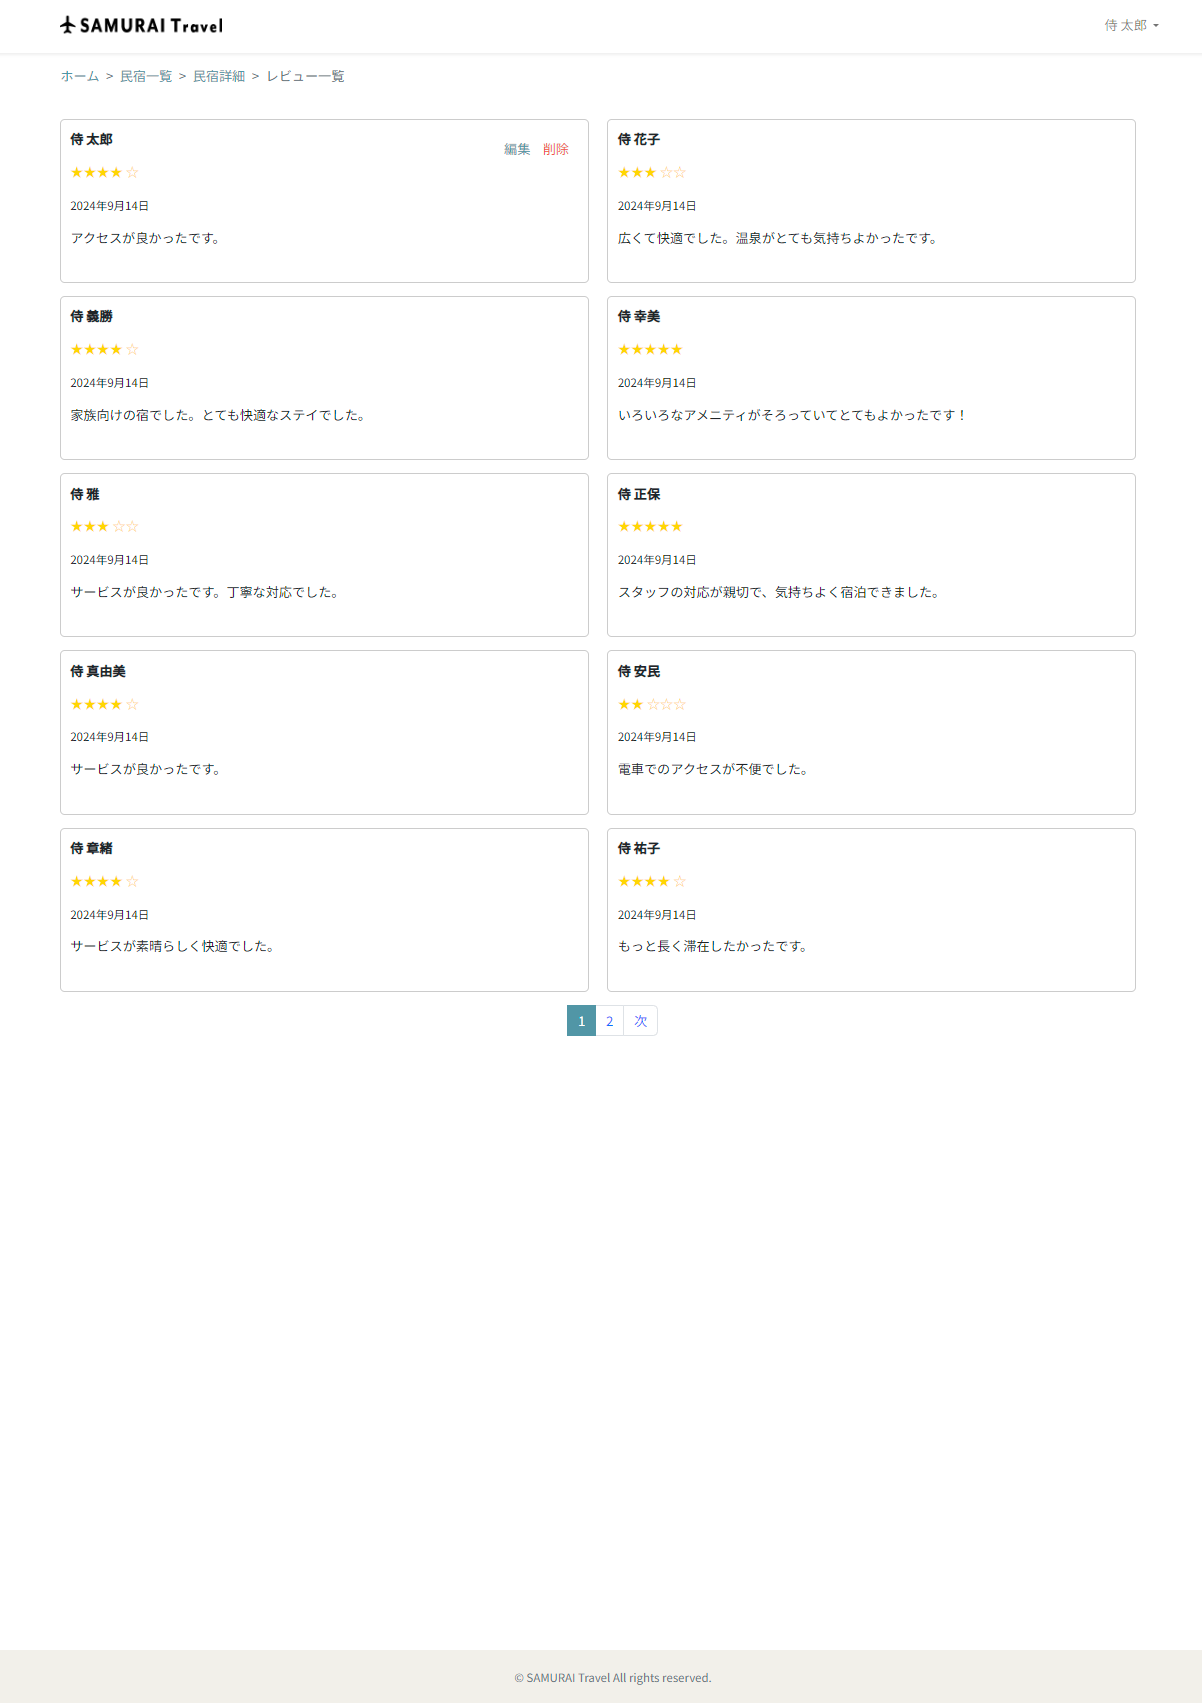 SAMURAI Travel
侍 太郎
ホーム > 民宿一覧 > 民宿詳細 > レビュー一覧
侍 太郎
編集 削除
★★★★☆
2024年9月14日
アクセスが良かったです。
侍 花子
★★★☆☆
2024年9月14日
広くて快適でした。温泉がとても気持ちよかったです。
侍 義勝
★★★★☆
2024年9月14日
家族向けの宿でした。とても快適なステイでした。
侍 幸美
★★★★★
2024年9月14日
いろいろなアメニティがそろっていてとてもよかったです！
侍 雅
★★★☆☆
2024年9月14日
サービスが良かったです。丁寧な対応でした。
侍 正保
★★★★★
2024年9月14日
スタッフの対応が親切で、気持ちよく宿泊できました。
侍 真由美
★★★★☆
2024年9月14日
サービスが良かったです。
侍 安民
★★☆☆☆
2024年9月14日
電車でのアクセスが不便でした。
侍 章緒
★★★★☆
2024年9月14日
サービスが素晴らしく快適でした。
侍 祐子
★★★★☆
2024年9月14日
もっと長く滞在したかったです。
1 2 次
© SAMURAI Travel All rights reserved.